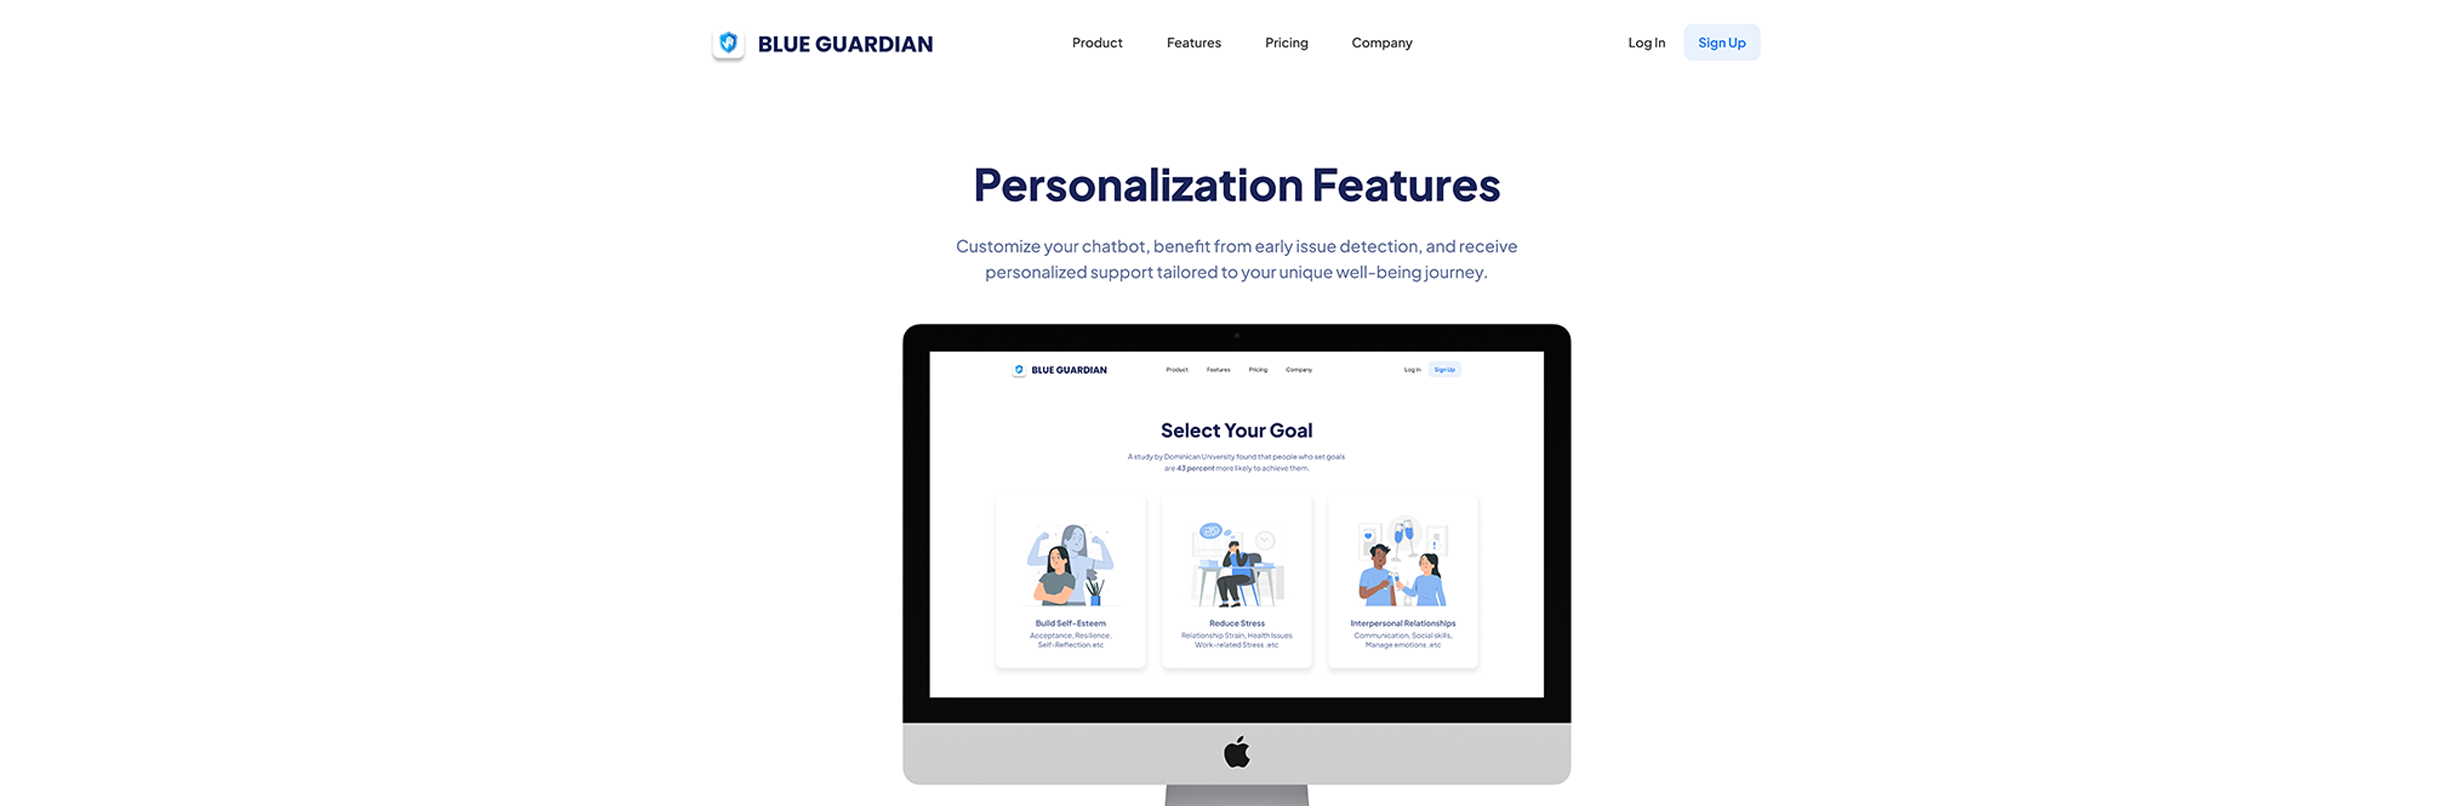 BLUE GUARDIAN
Product Features Pricing Company
Log In Sign Up
Personalization Features
Customize your chatbot, benefit from early issue detection, and receive
personalized support tailored to your unique well-being journey.
BLUE GUARDIAN
Product Features Pricing Company
Log In Sign Up
Select Your Goal
A study by Dominican University found that people who set goals
are 43 percent more likely to achieve them.
Build Self-Esteem
Acceptance, Resilience,
Self-Reflection etc
Reduce Stress
Relationship Strain, Health Issues
Work-related Stress .etc
Interpersonal Relationships
Communication, Social skills,
Manage emotions .etc